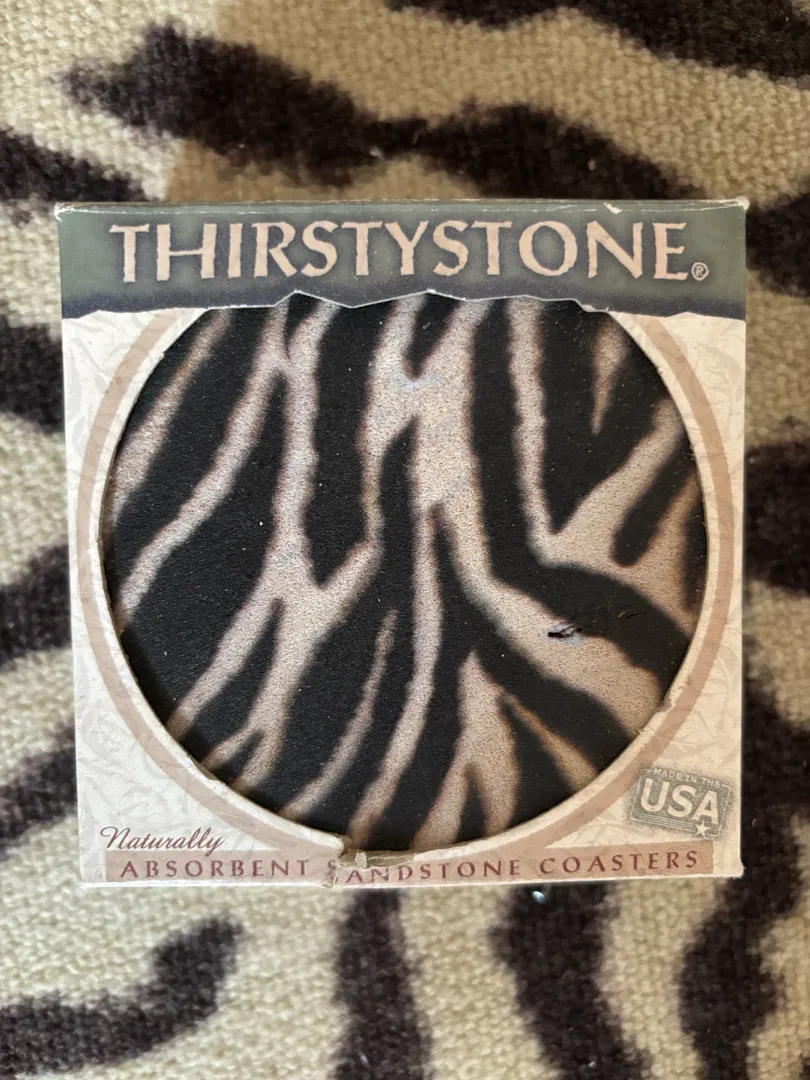 THIRSTYSTONE®
MADE IN THE
USA
Naturally
ABSORBENT SANDSTONE COASTERS